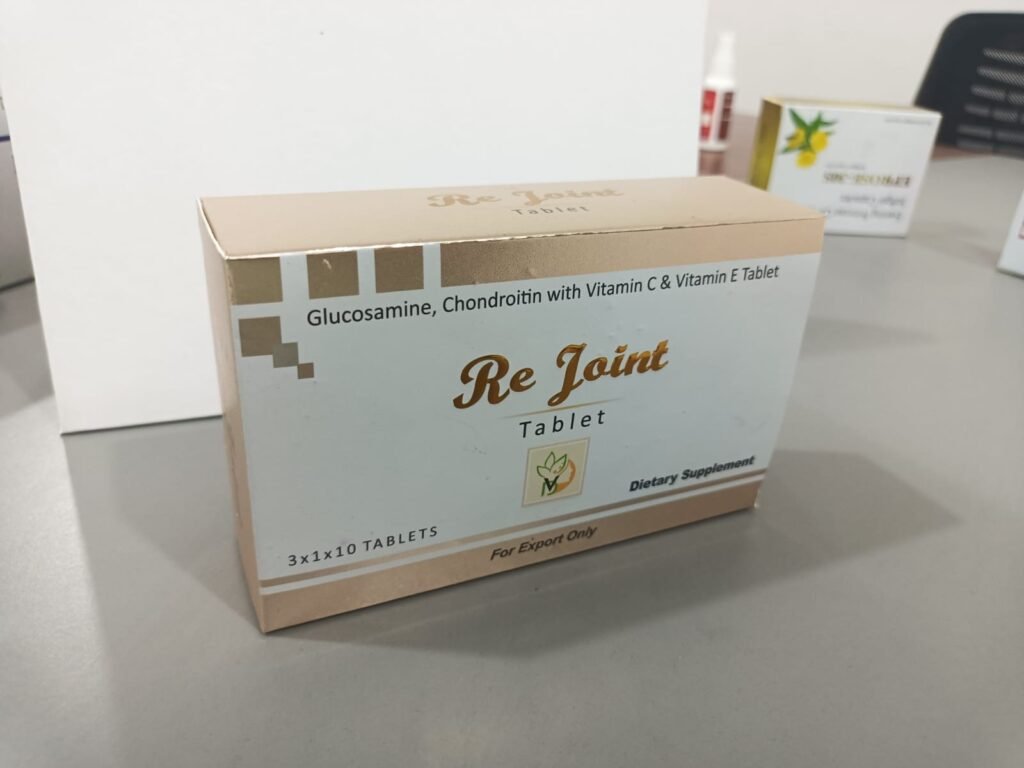 Re Joint
Tablet
Glucosamine, Chondroitin with Vitamin C & Vitamin E Tablet
Re Joint
Tablet
Dietary Supplement
3x1x10 TABLETS
For Export Only